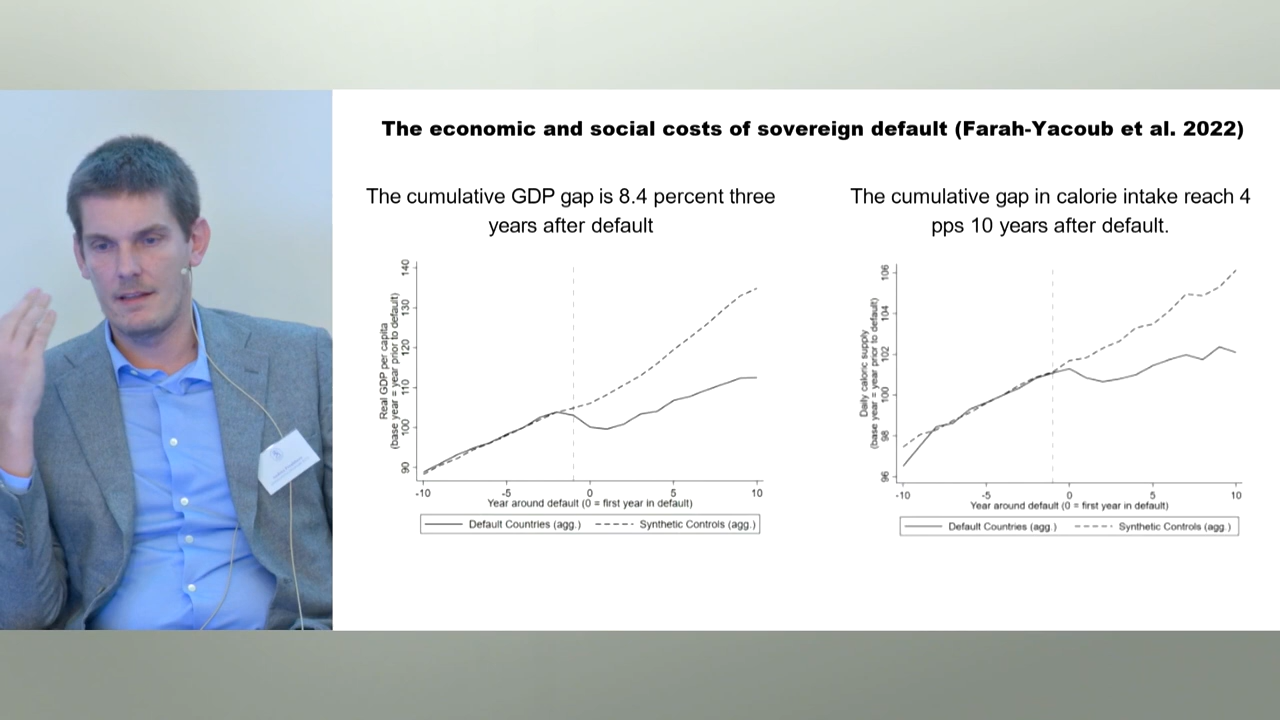 The economic and social costs of sovereign default (Farah-Yacoub et al. 2022)
The cumulative GDP gap is 8.4 percent three
years after default
Real GDP per capita
(base year = year prior to default)
140
130
120
110
100
90
-10
-5
0
5
10
Year around default (0 = first year in default)
Default Countries (agg.)
Synthetic Controls (agg.)
The cumulative gap in calorie intake reach 4
pps 10 years after default.
Daily caloric supply
(base year = year prior to default)
106
104
102
100
98
96
-10
-5
0
5
10
Year around default (0 = first year in default)
Default Countries (agg.)
Synthetic Controls (agg.)